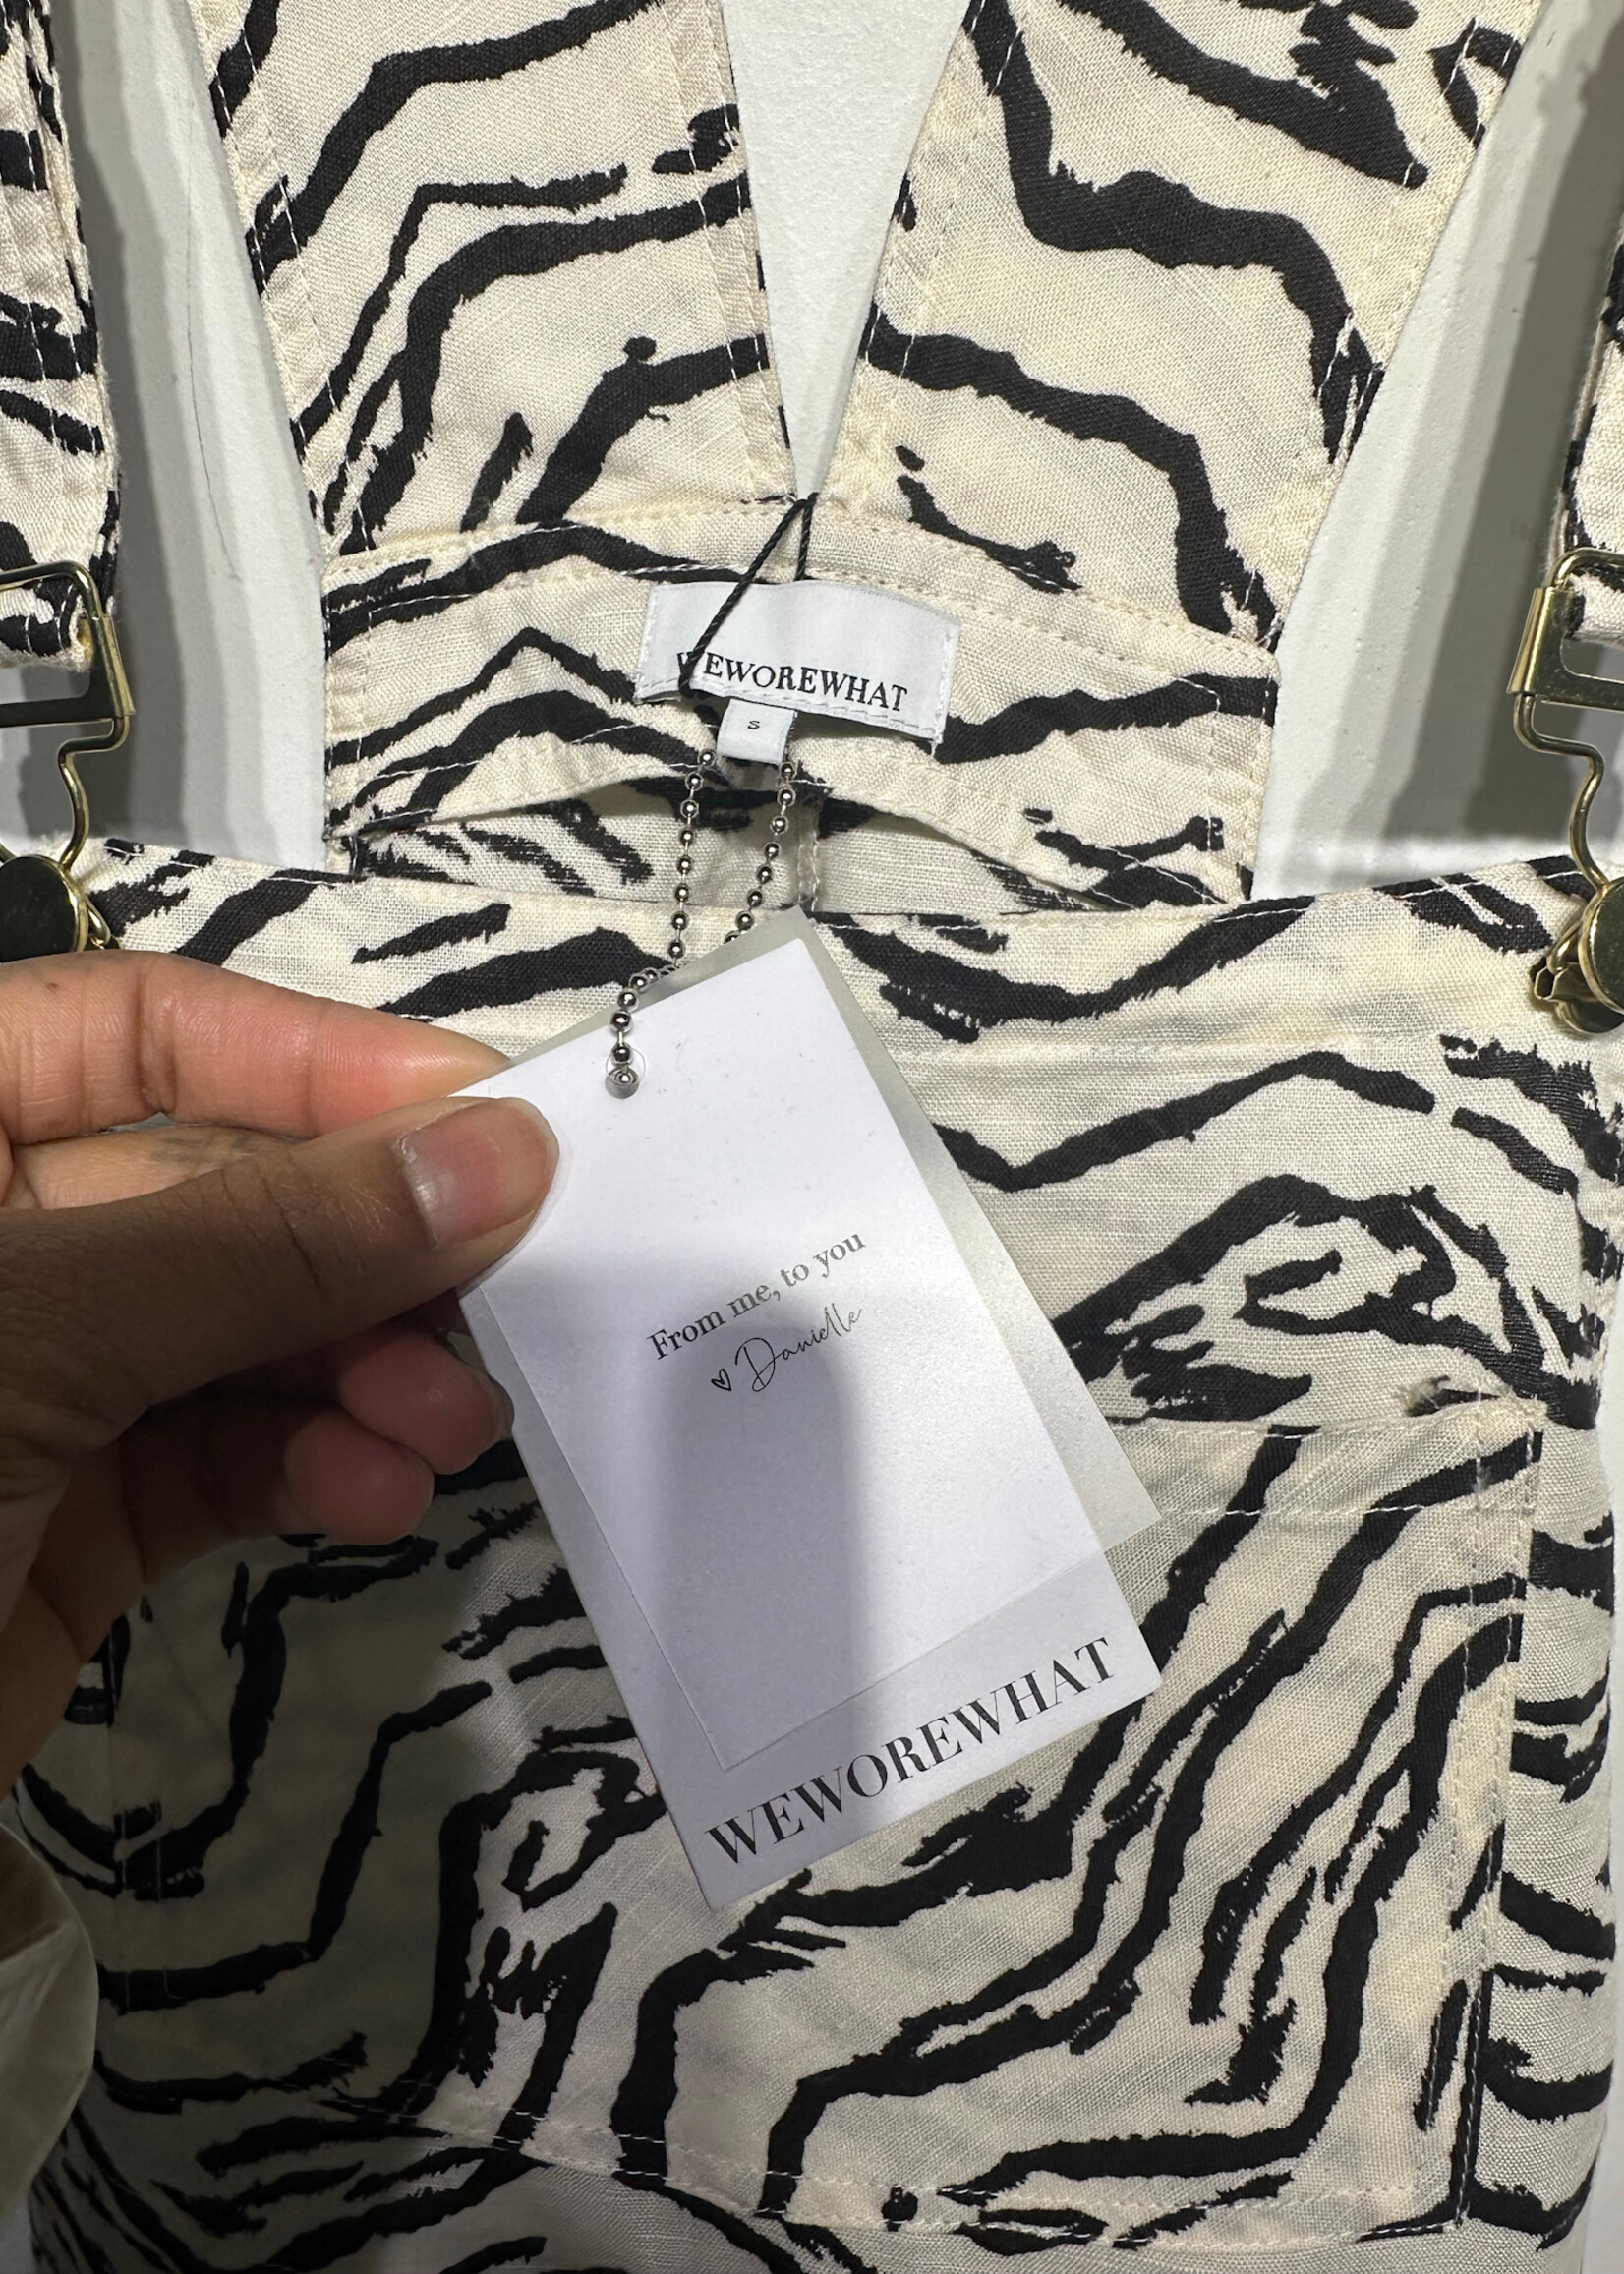 WEWOREWHAT
S
From me, to you
♡ Danielle
WEWOREWHAT